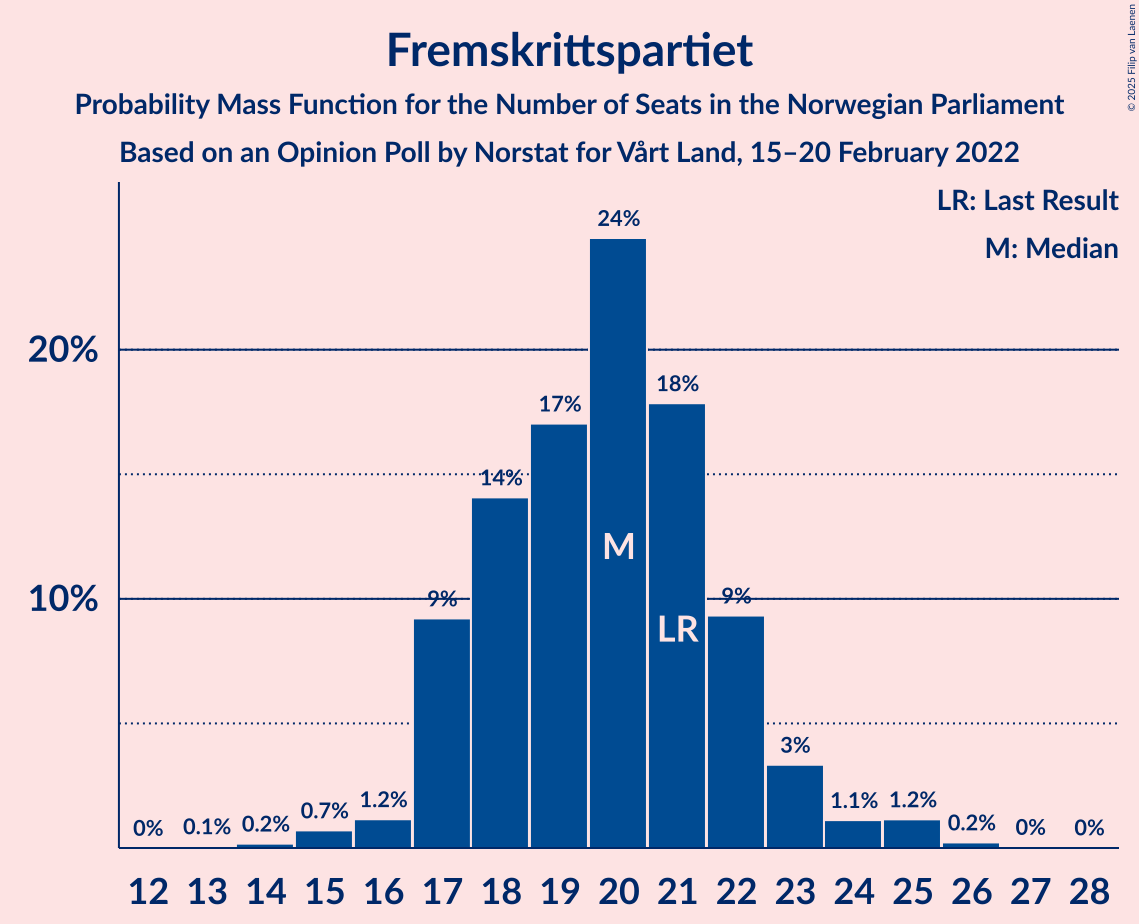 Fremskrittspartiet
Probability Mass Function for the Number of Seats in the Norwegian Parliament
Based on an Opinion Poll by Norstat for Vårt Land, 15–20 February 2022
© 2025 Filip van Laenen
LR: Last Result
M: Median
20%
10%
0%
0.1%
0.2%
0.7%
1.2%
9%
14%
17%
24%
18%
9%
3%
1.1%
1.2%
0.2%
0%
0%
M
LR
12 13 14 15 16 17 18 19 20 21 22 23 24 25 26 27 28